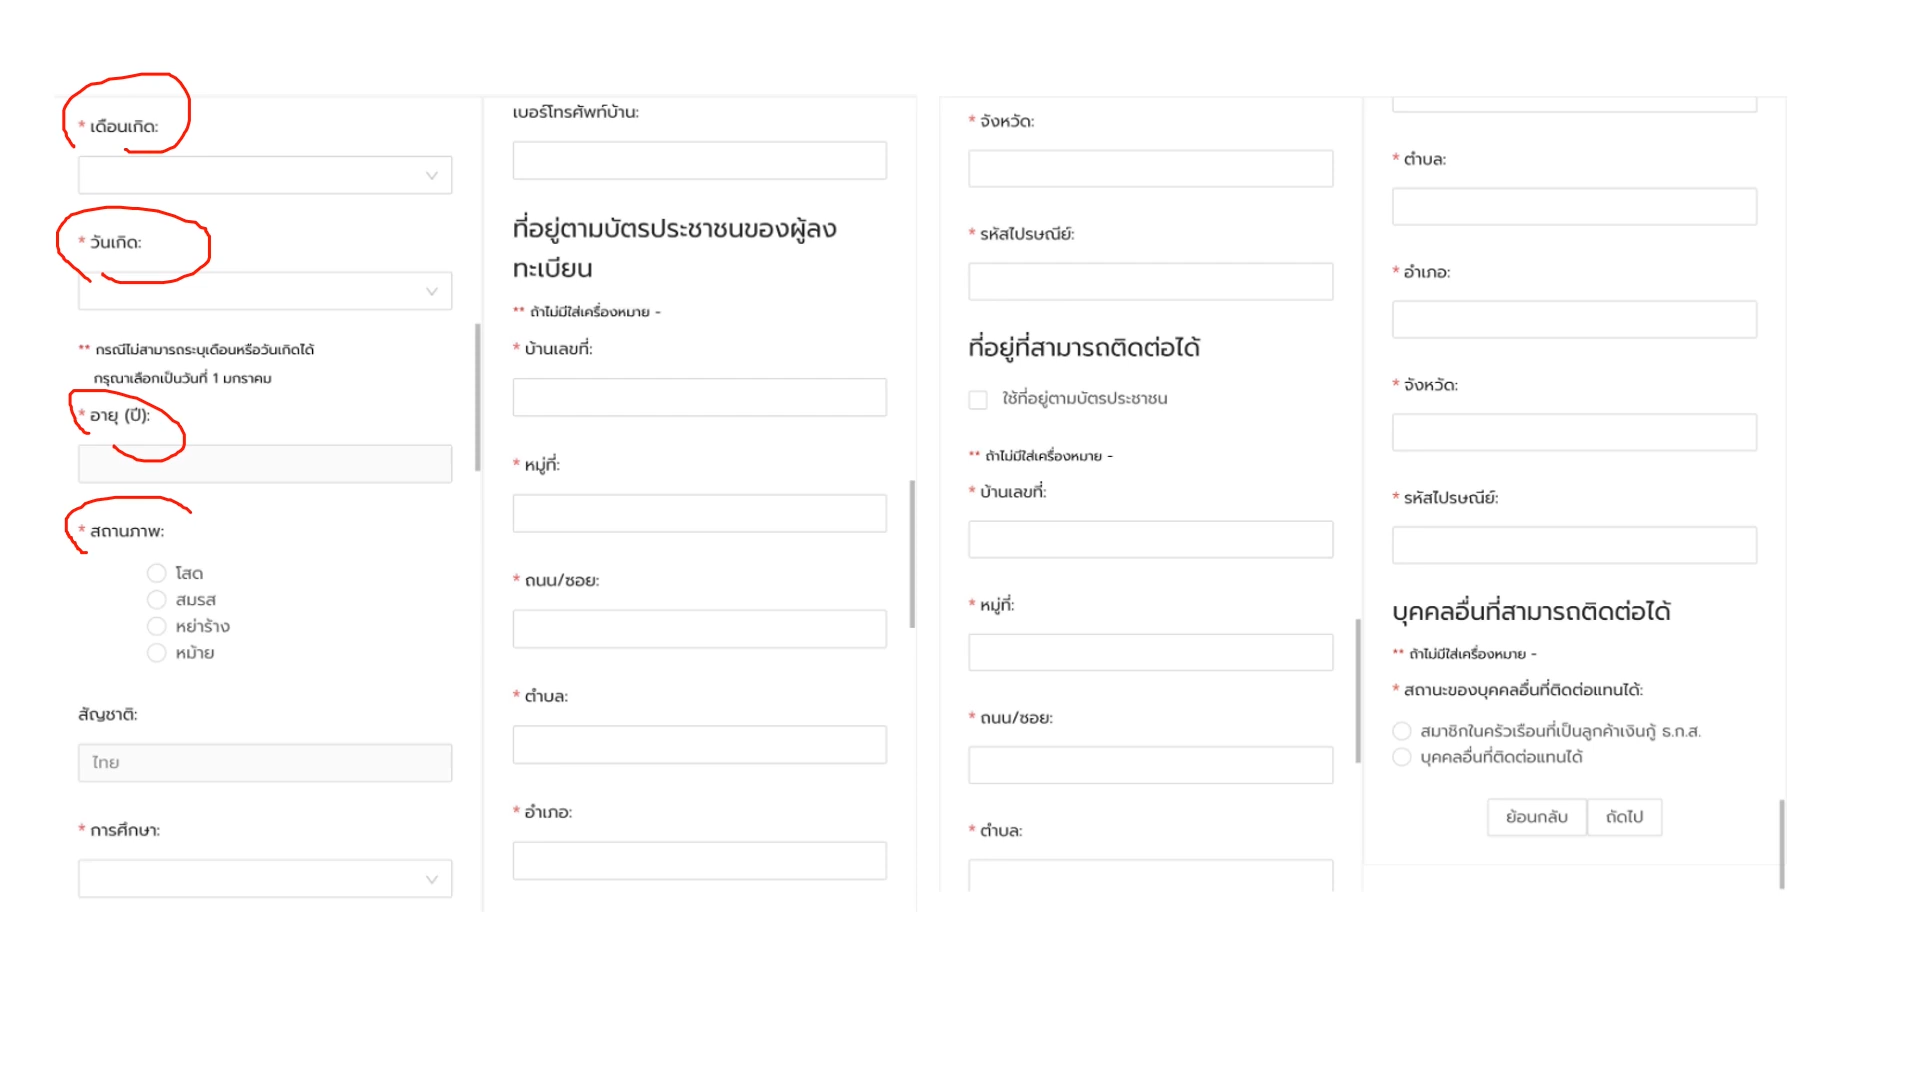 * เดือนเกิด:
* วันเกิด:
** กรณีไม่สามารถระบุเดือนหรือวันเกิดได้
กรุณาเลือกเป็นวันที่ 1 มกราคม
* อายุ (ปี):
* สถานภาพ:
โสด
สมรส
หย่าร้าง
หม้าย
สัญชาติ:
ไทย
* การศึกษา:
เบอร์โทรศัพท์บ้าน:
ที่อยู่ตามบัตรประชาชนของผู้ลง
ทะเบียน
** ถ้าไม่มีใส่เครื่องหมาย -
* บ้านเลขที่:
* หมู่ที่:
* ถนน/ซอย:
* ตำบล:
* อำเภอ:
* จังหวัด:
* รหัสไปรษณีย์:
ที่อยู่ที่สามารถติดต่อได้
ใช้ที่อยู่ตามบัตรประชาชน
** ถ้าไม่มีใส่เครื่องหมาย -
* บ้านเลขที่:
* หมู่ที่:
* ถนน/ซอย:
* ตำบล:
* ตำบล:
* อำเภอ:
* จังหวัด:
* รหัสไปรษณีย์:
บุคคลอื่นที่สามารถติดต่อได้
** ถ้าไม่มีใส่เครื่องหมาย -
* สถานะของบุคคลอื่นที่ติดต่อแทนได้:
สมาชิกในครัวเรือนที่เป็นลูกค้าเงินกู้ ธ.ก.ส.
บุคคลอื่นที่ติดต่อแทนได้
ย้อนกลับ ถัดไป